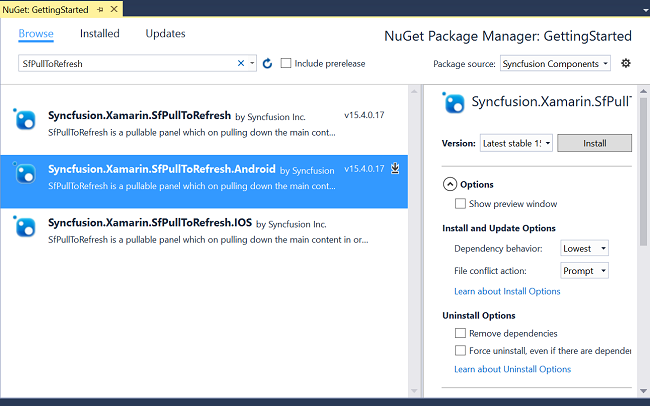 NuGet: GettingStarted
Browse Installed Updates
NuGet Package Manager: GettingStarted
SfPullToRefresh
Include prerelease
Package source: Syncfusion Components
Syncfusion.Xamarin.SfPullToRefresh by Syncfusion Inc. v15.4.0.17
SfPullToRefresh is a pullable panel which on pulling down the main cont...
Syncfusion.Xamarin.SfPullToRefresh.Android by Syncfusion v15.4.0.17
SfPullToRefresh is a pullable panel which on pulling down the main cont...
Syncfusion.Xamarin.SfPullToRefresh.IOS by Syncfusion Inc.
SfPullToRefresh is a pullable panel which on pulling down the main content in or...
Syncfusion.Xamarin.SfPull
Version: Latest stable 15 Install
Options
Show preview window
Install and Update Options
Dependency behavior: Lowest
File conflict action: Prompt
Learn about Install Options
Uninstall Options
Remove dependencies
Force uninstall, even if there are depender
Learn about Uninstall Options